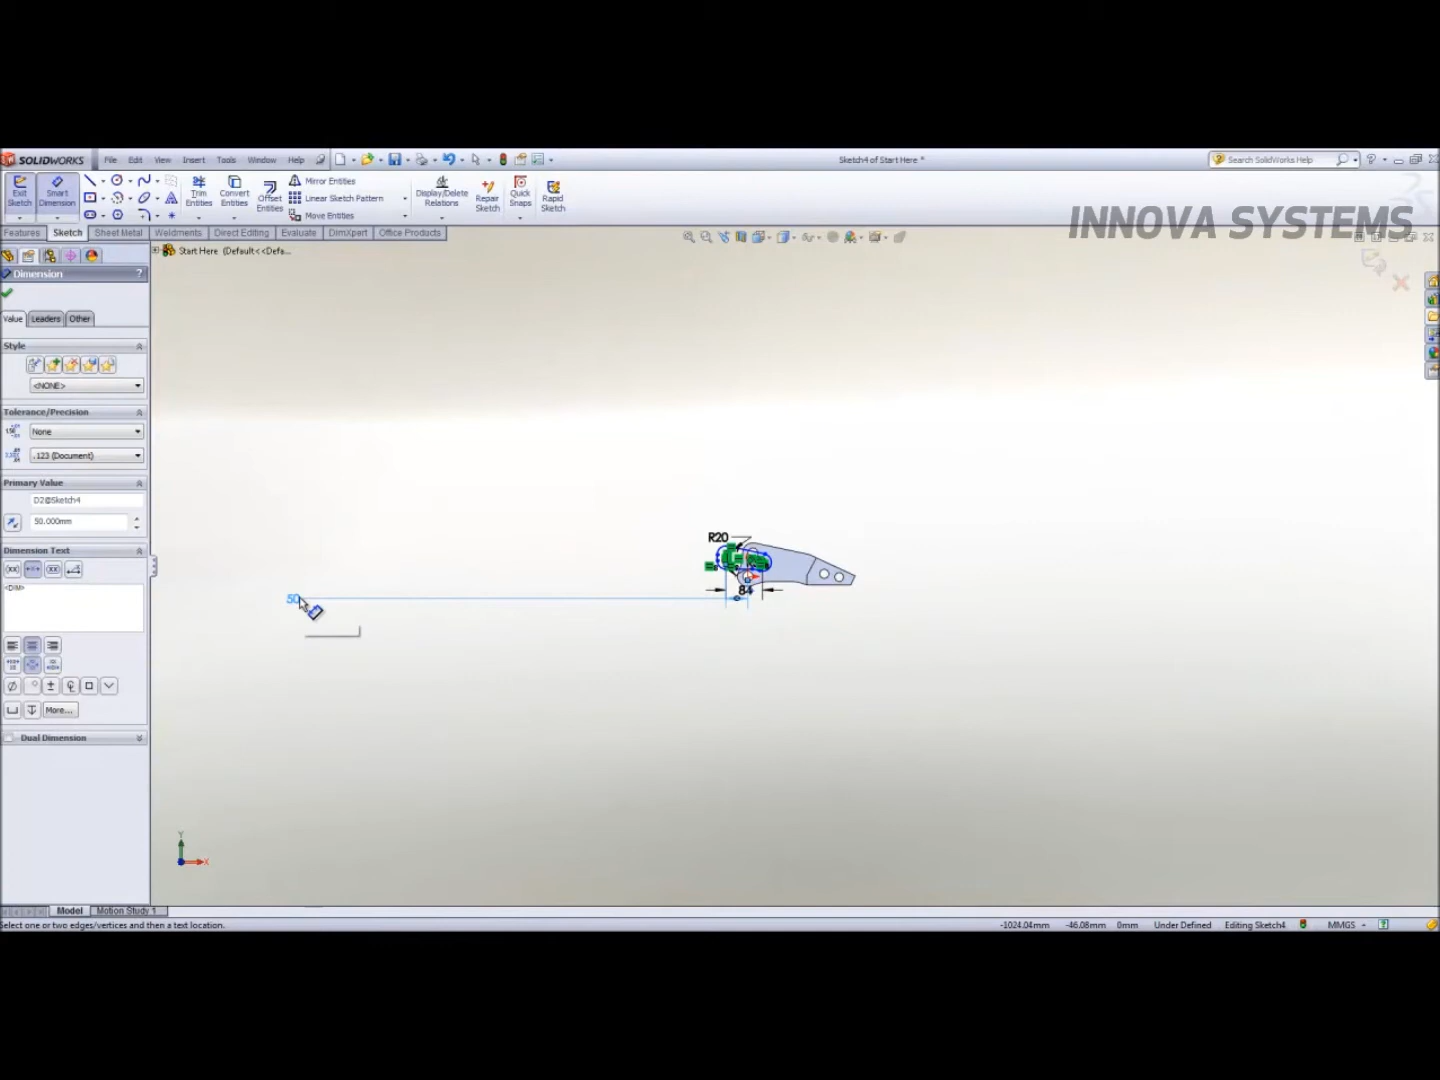 SOLIDWORKS File Edit View Insert Tools Window Help Sketch4 of Start Here * Search SolidWorks Help
INNOVA SYSTEMS
Exit Sketch Smart Dimension Trim Entities Convert Entities Offset Entities Mirror Entities Linear Sketch Pattern Move Entities Display/Delete Relations Repair Sketch Quick Snaps Rapid Sketch
Features Sketch Sheet Metal Weldments Direct Editing Evaluate DimXpert Office Products
Start Here (Default<<Defa...
Dimension ?
Value Leaders Other
Style
<NONE>
Tolerance/Precision
None
.123 (Document)
Primary Value
D2@Sketch4
50.000mm
Dimension Text
<DIM>
More...
Dual Dimension
R20
84
50
Y
X
Model Motion Study 1
Select one or two edges/vertices and then a text location. -1024.04mm -46.08mm 0mm Under Defined Editing Sketch4 MMGS